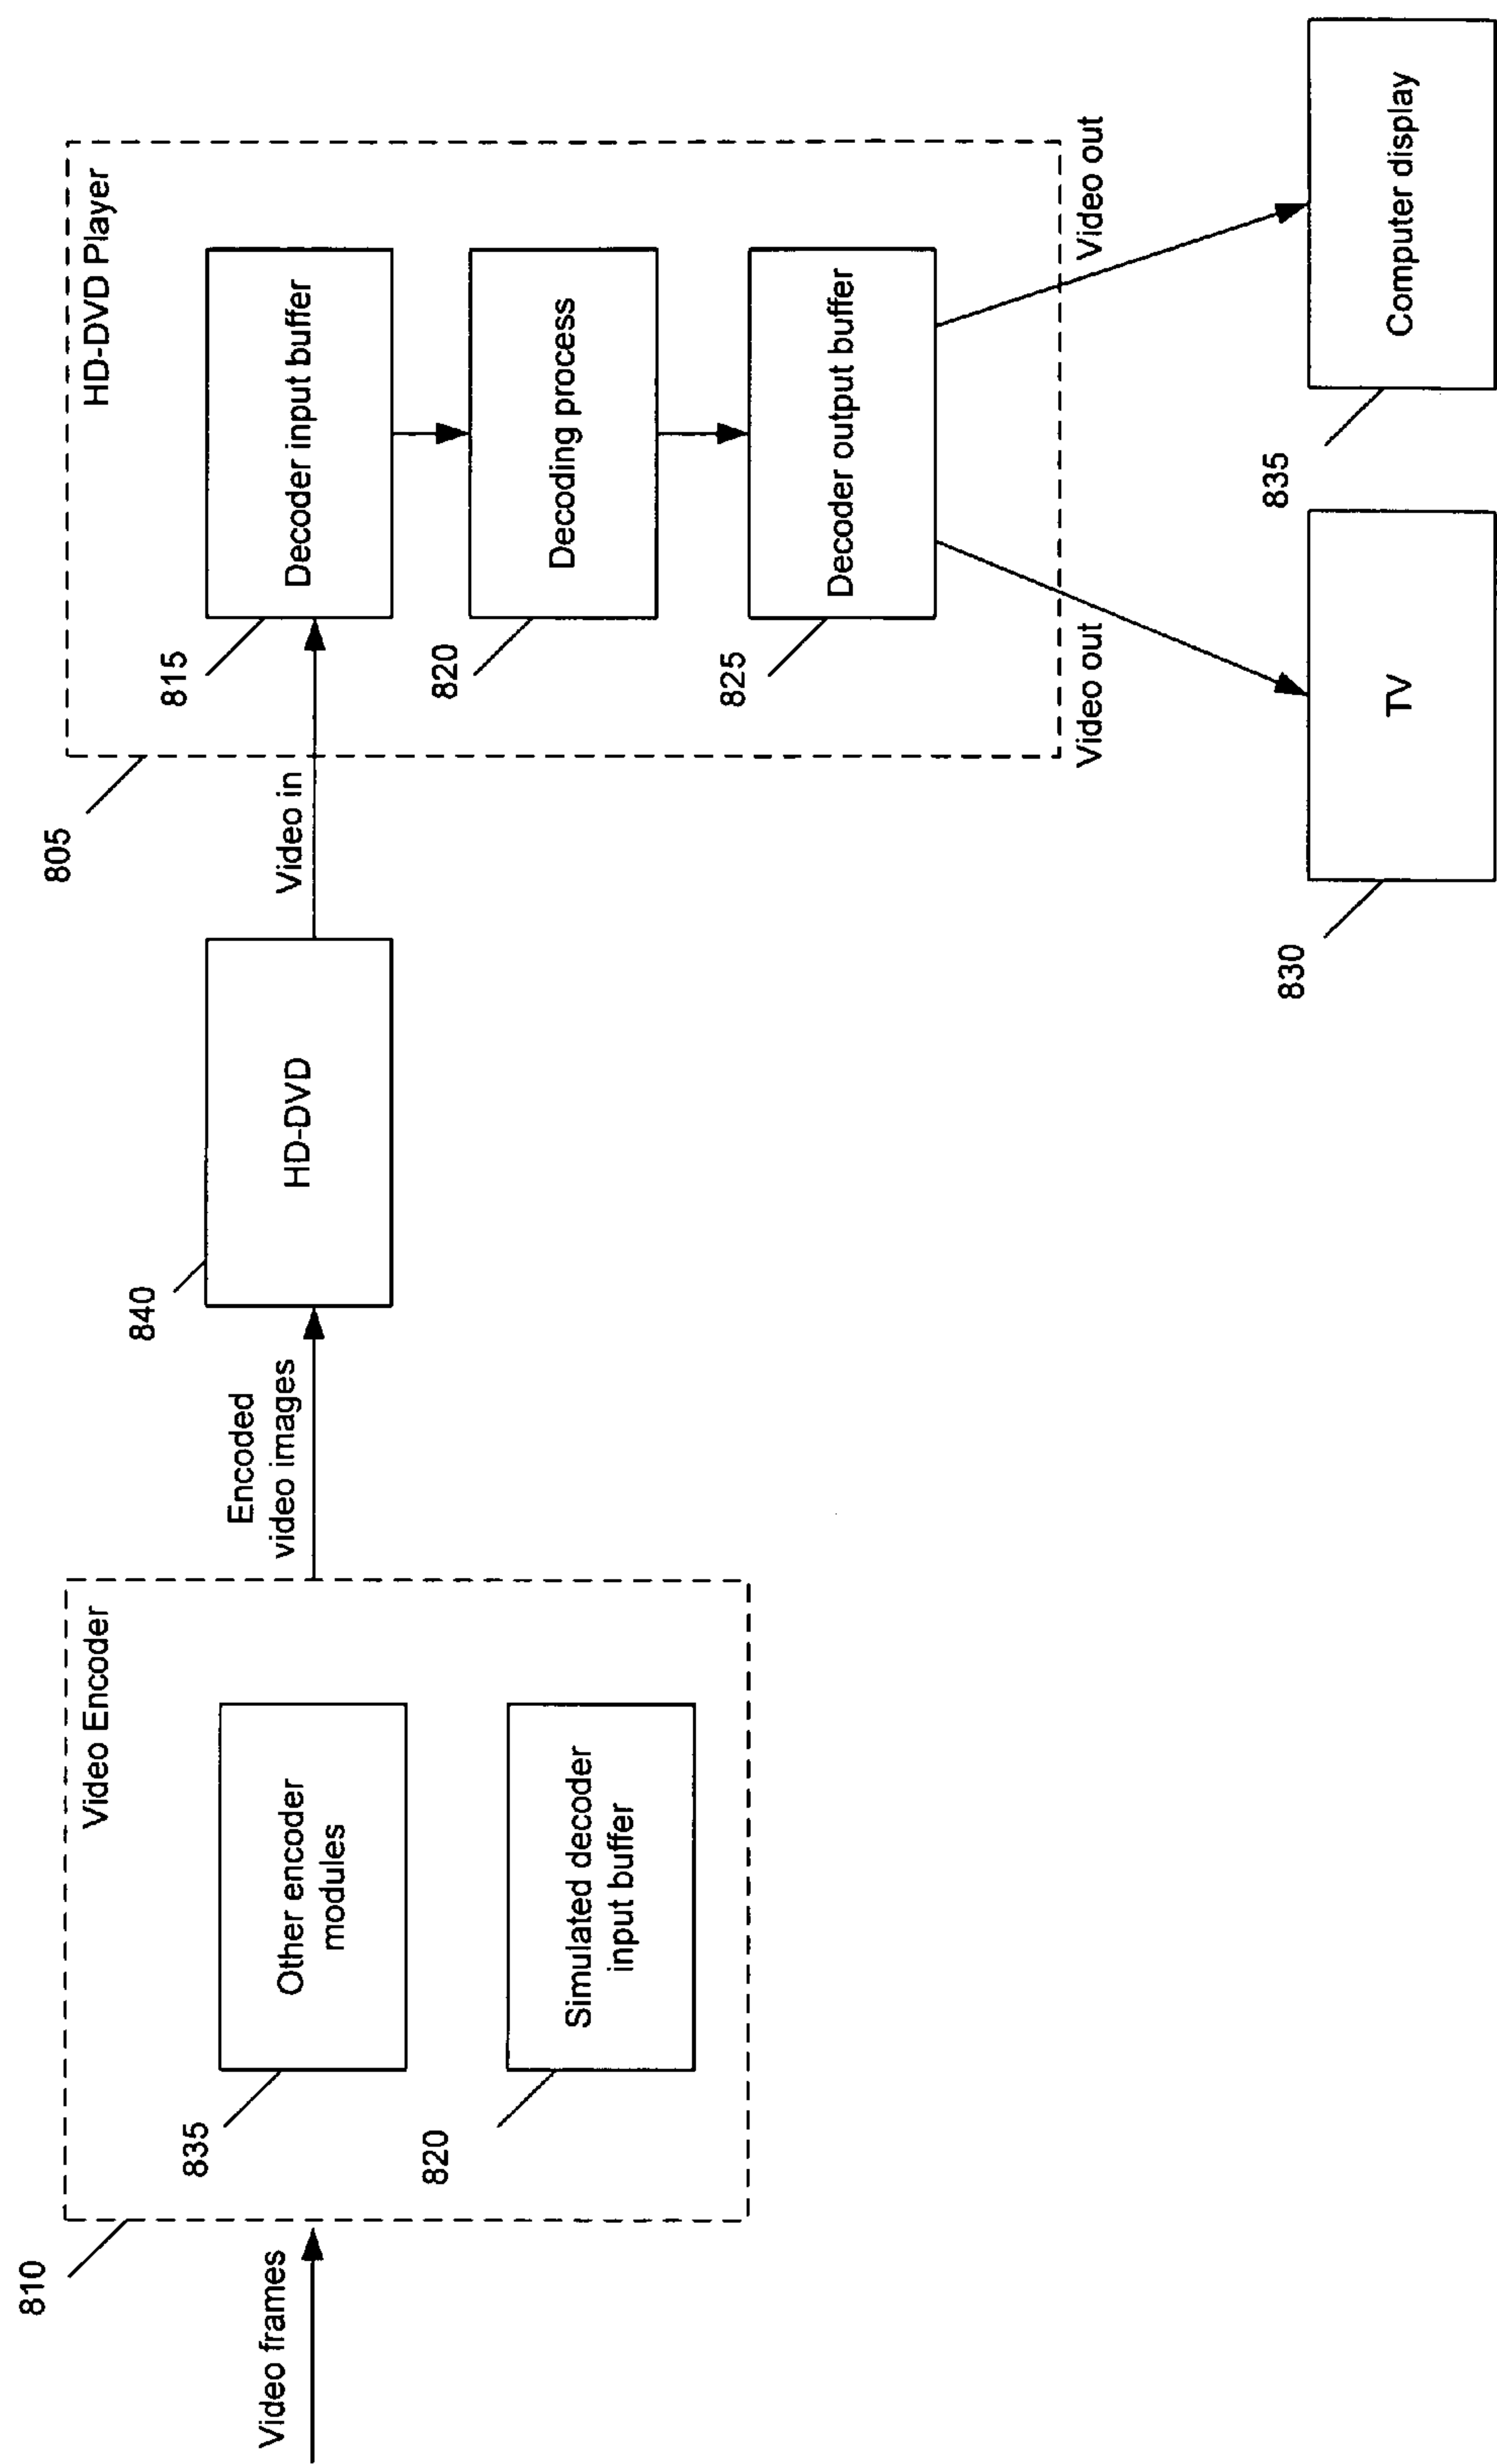 Video frames
810
Video Encoder
835
Other encoder
modules
820
Simulated decoder
input buffer
Encoded
video images
840
HD-DVD
Video in
805
HD-DVD Player
815
Decoder input buffer
820
Decoding process
825
Decoder output buffer
Video out
Video out
830
TV
835
Computer display